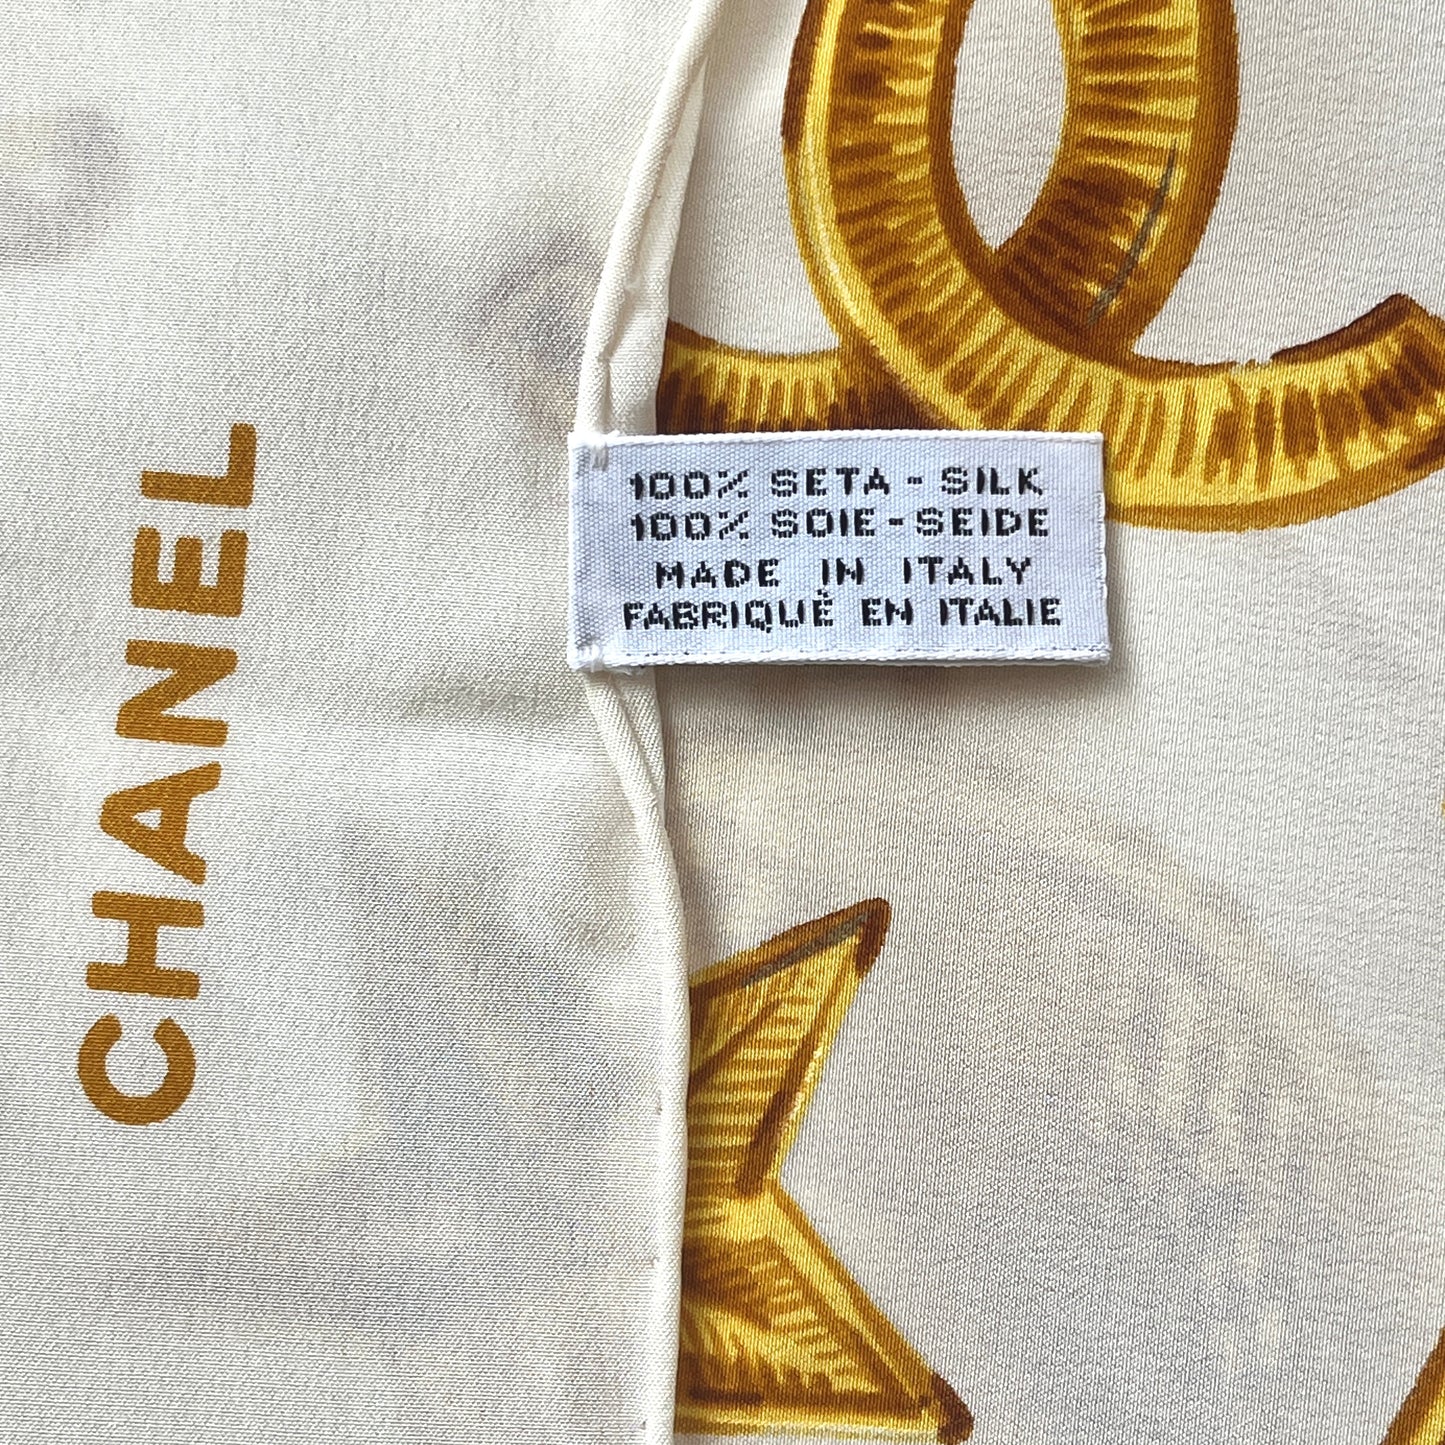 CHANEL
100% SETA - SILK
100% SOIE - SEIDE
MADE IN ITALY
FABRIQUÈ EN ITALIE